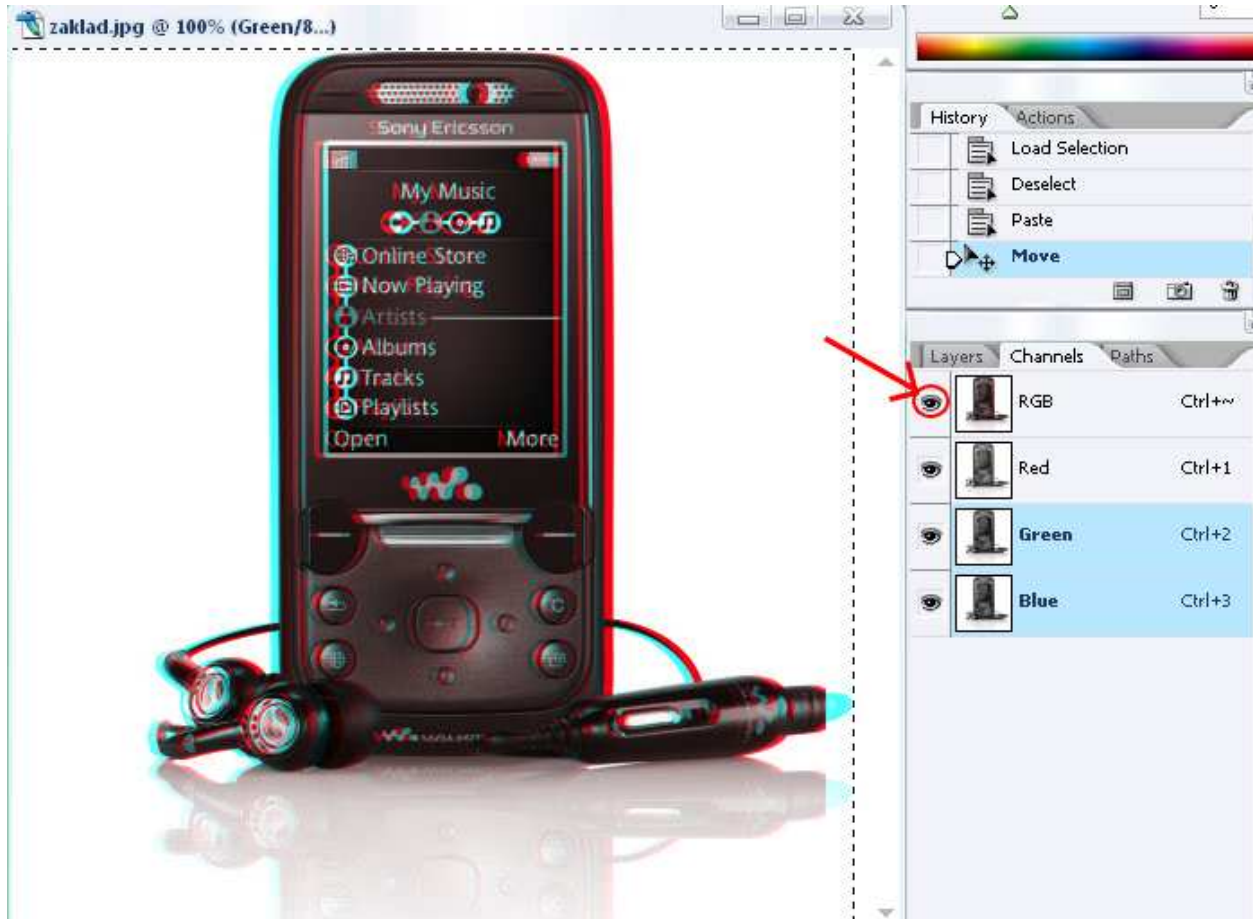 zaklad.jpg @ 100% (Green/8...)
Sony Ericsson
My Music
Online Store
Now Playing
Artists
Albums
Tracks
Playlists
Open More
C
History Actions
Load Selection
Deselect
Paste
Move
Layers Channels Paths
RGB Ctrl+~
Red Ctrl+1
Green Ctrl+2
Blue Ctrl+3